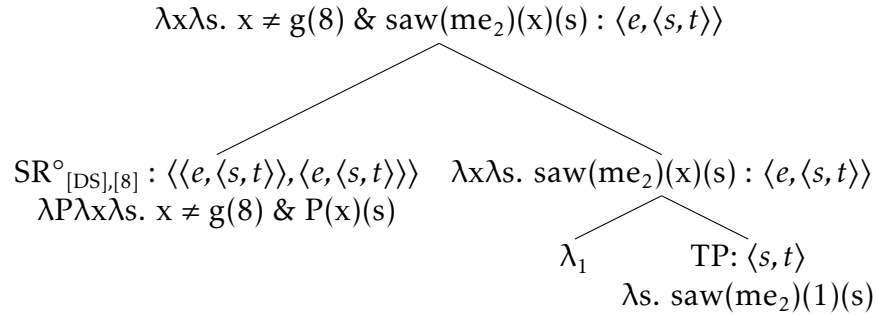 λxλs. x ≠ g(8) & saw(me₂)(x)(s) : ⟨e,⟨s,t⟩⟩
SR°[DS],[8] : ⟨⟨e,⟨s,t⟩⟩,⟨e,⟨s,t⟩⟩⟩ λxλs. saw(me₂)(x)(s) : ⟨e,⟨s,t⟩⟩
λPλxλs. x ≠ g(8) & P(x)(s)
λ₁ TP: ⟨s,t⟩
λs. saw(me₂)(1)(s)